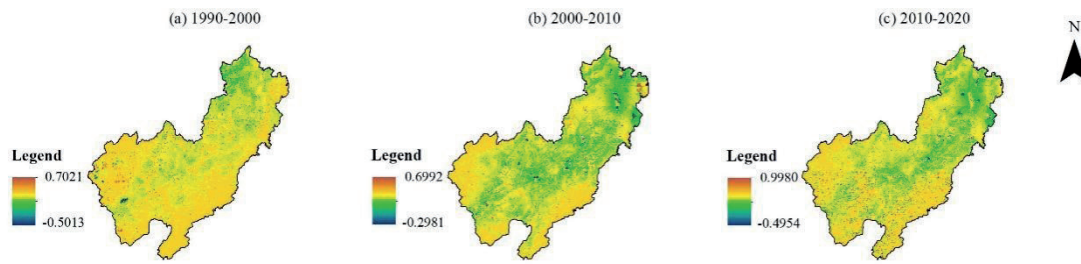 (a) 1990-2000
(b) 2000-2010
(c) 2010-2020
N
Legend
0.7021
-0.5013
Legend
0.6992
-0.2981
Legend
0.9980
-0.4954